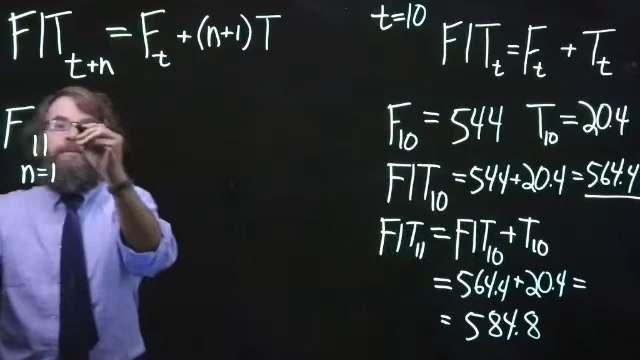 FIT_{t+n} = F_t + (n+1) T
F_{11}
n=1
t=10
FIT_t = F_t + T_t
F_{10} = 544 T_{10} = 20.4
FIT_{10} = 544 + 20.4 = 564.4
FIT_{11} = FIT_{10} + T_{10}
= 564.4 + 20.4 =
= 584.8